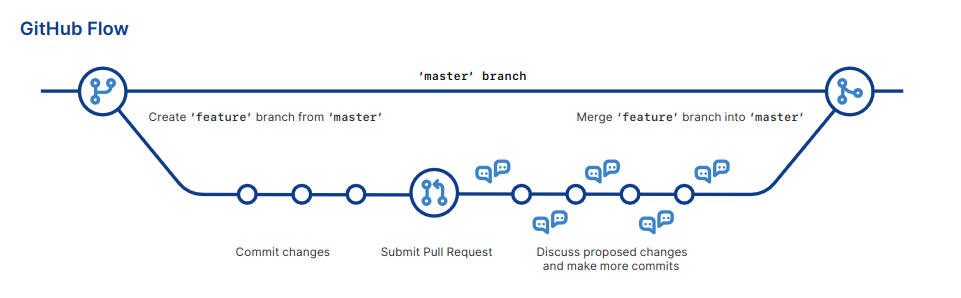 GitHub Flow
‘master’ branch
Create ‘feature’ branch from ‘master’
Merge ‘feature’ branch into ‘master’
Commit changes
Submit Pull Request
Discuss proposed changes
and make more commits